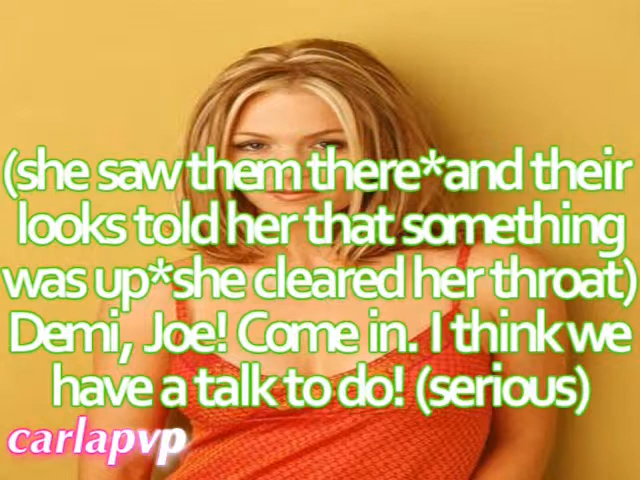 (she saw them there*and their
looks told her that something
was up*she cleared her throat)
Demi, Joe! Come in. I think we
have a talk to do! (serious)
carlapvp